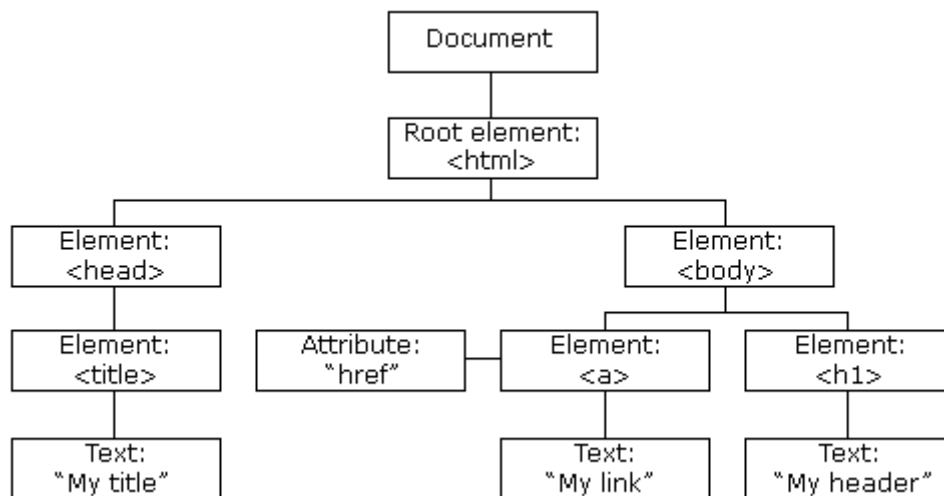 Document
Root element:
<html>
Element:
<head>
Element:
<body>
Element:
<title>
Attribute:
“href”
Element:
<a>
Element:
<h1>
Text:
“My title”
Text:
“My link”
Text:
“My header”